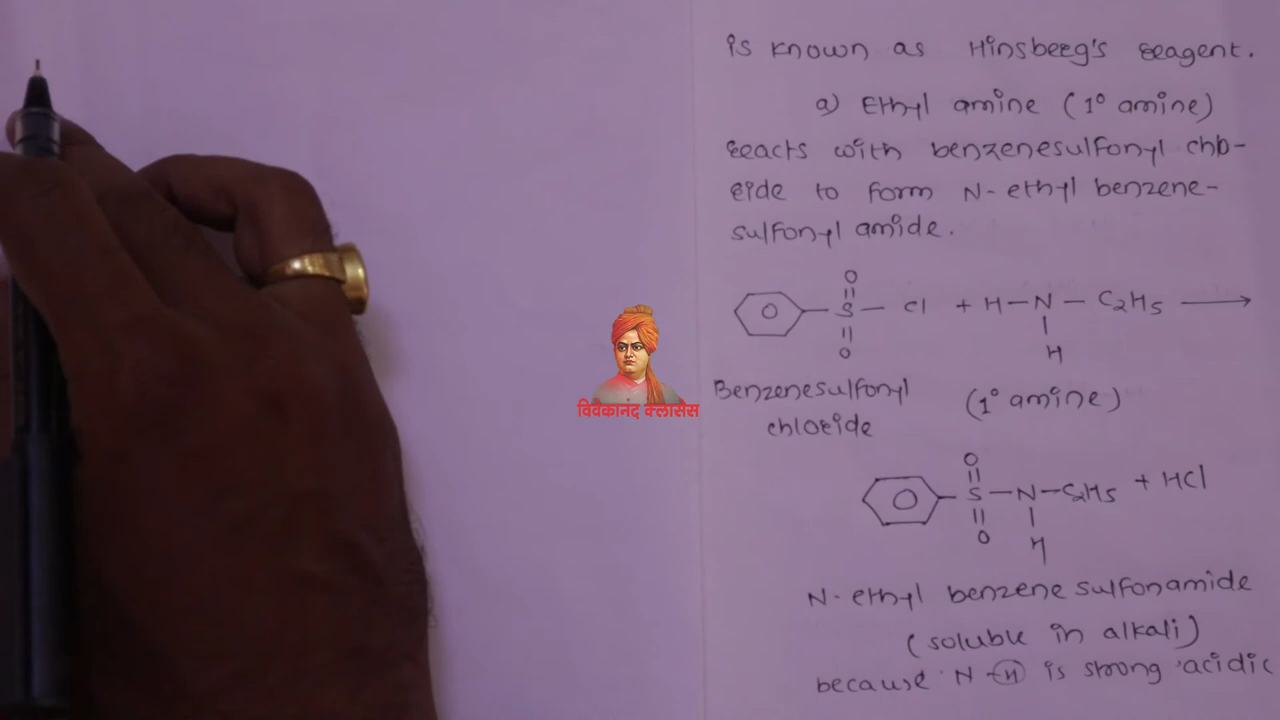 is known as Hinsberg's reagent.
a) Ethyl amine (1° amine)
reacts with benzenesulfonyl chlo-
ride to form N-ethyl benzene-
sulfonyl amide.
O
S — Cl + H — N — C2H5 ⟶
O
H
Benzenesulfonyl (1° amine)
chloride
O
S — N — C2H5 + HCl
O
H
N-ethyl benzene sulfonamide
(soluble in alkali)
because N-H is strong acidic
विवेकानंद क्लासेस